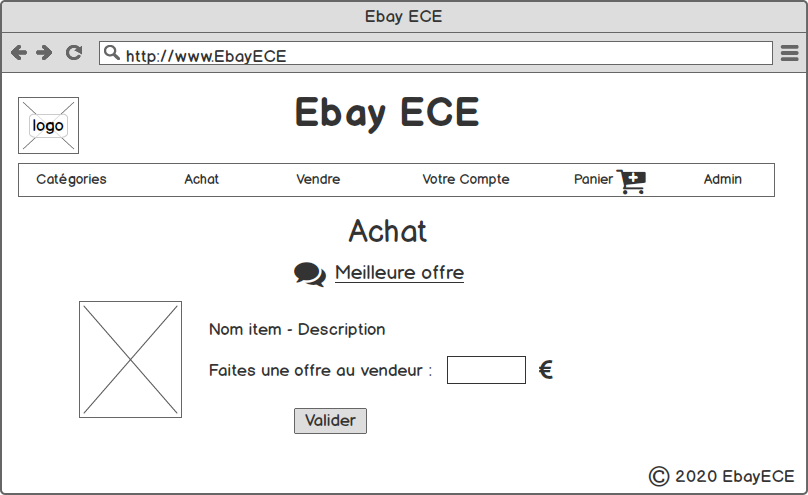 Ebay ECE
http://www.EbayECE
logo
Ebay ECE
Catégories Achat Vendre Votre Compte Panier Admin
Achat
Meilleure offre
Nom item - Description
Faites une offre au vendeur : €
Valider
© 2020 EbayECE